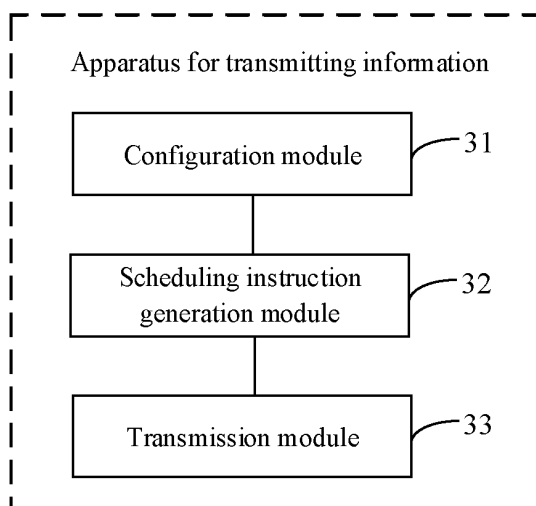 Apparatus for transmitting information
Configuration module
31
Scheduling instruction
generation module
32
Transmission module
33